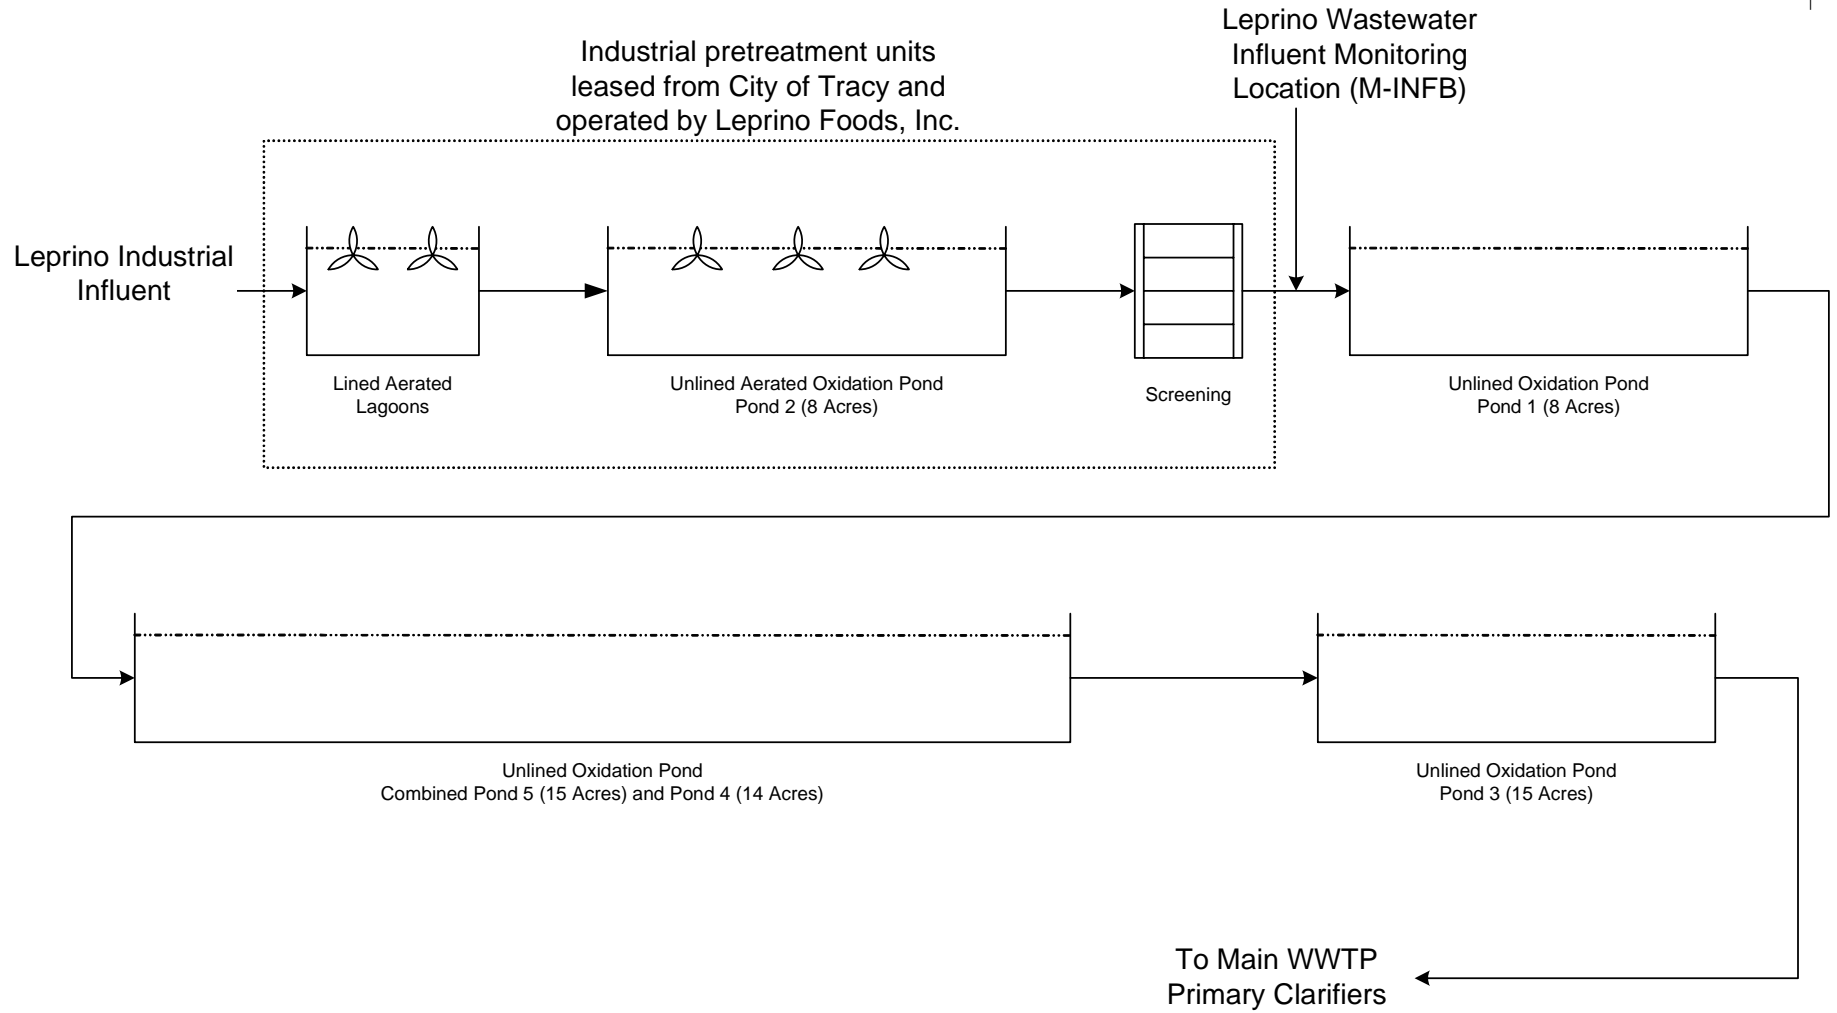 Leprino Wastewater
Influent Monitoring
Location (M-INFB)
Industrial pretreatment units
leased from City of Tracy and
operated by Leprino Foods, Inc.
Leprino Industrial
Influent
Lined Aerated
Lagoons
Unlined Aerated Oxidation Pond
Pond 2 (8 Acres)
Screening
Unlined Oxidation Pond
Pond 1 (8 Acres)
Unlined Oxidation Pond
Combined Pond 5 (15 Acres) and Pond 4 (14 Acres)
Unlined Oxidation Pond
Pond 3 (15 Acres)
To Main WWTP
Primary Clarifiers